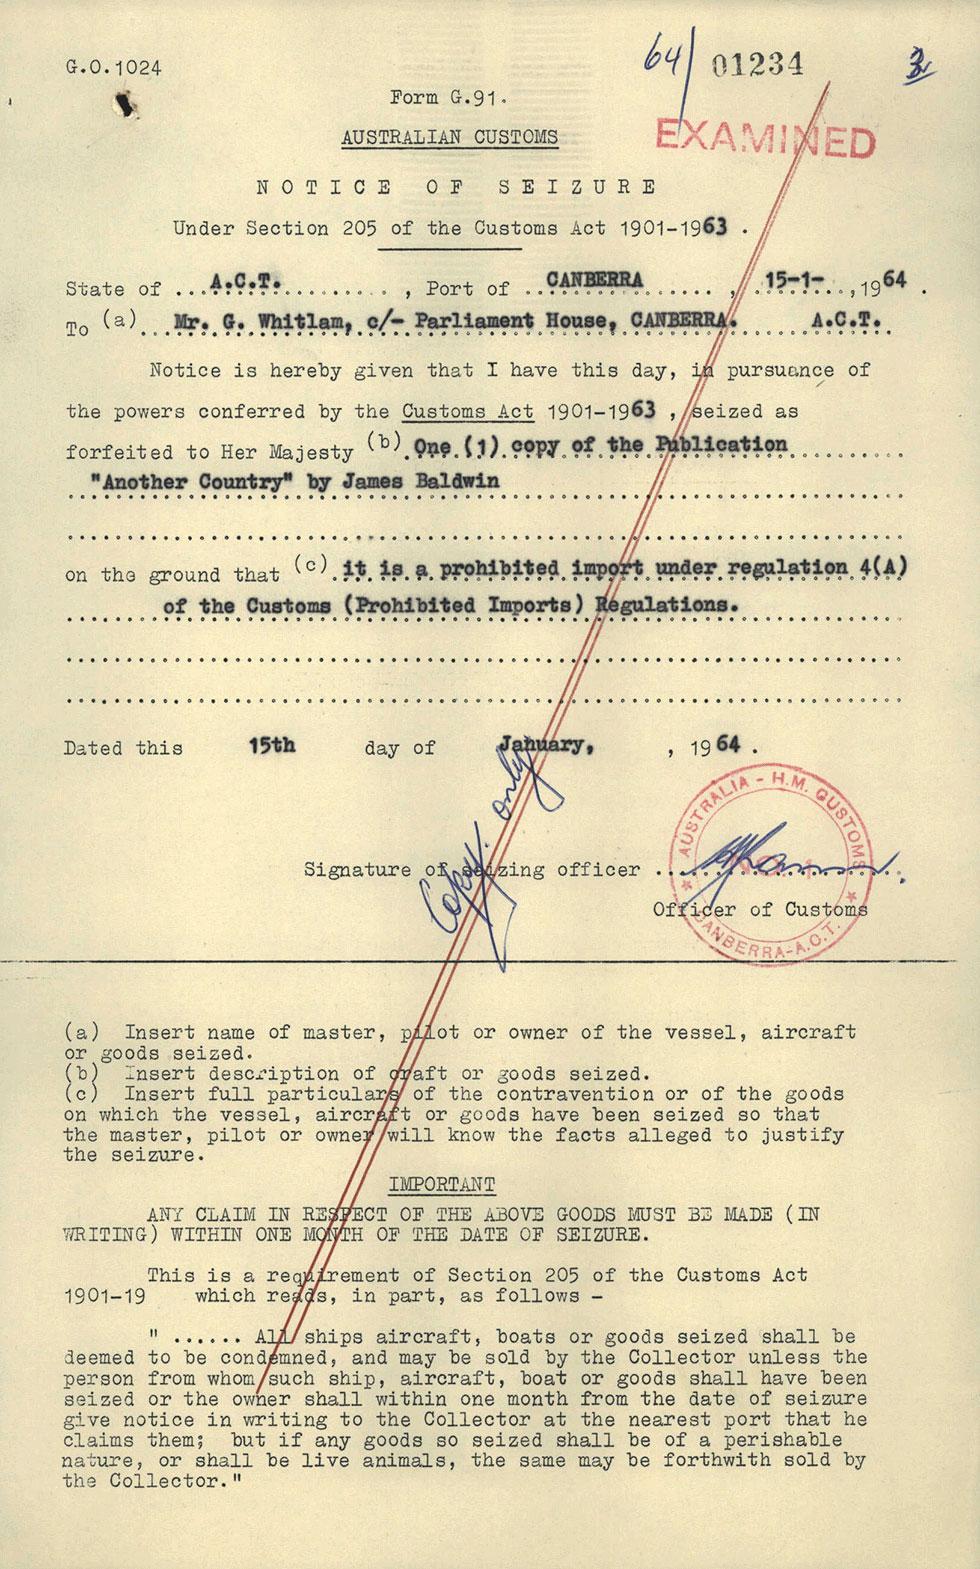 G.O.1024
64/ 01234
Form G.91.
EXAMINED
AUSTRALIAN CUSTOMS
NOTICE OF SEIZURE
Under Section 205 of the Customs Act 1901-1963 .
State of ...A.C.T............. , Port of ..CANBERRA...... , ..15-1-..,1964 .
To (a)...Mr. G. Whitlam, c/- Parliament House, CANBERRA. A.C.T.
Notice is hereby given that I have this day, in pursuance of
the powers conferred by the Customs Act 1901-1963 , seized as
forfeited to Her Majesty (b).One (1) copy of the Publication
"Another Country" by James Baldwin
on the ground that (c).it is a prohibited import under regulation 4(A)
of the Customs (Prohibited Imports) Regulations.
Dated this 15th day of January, , 1964 .
Copy only
AUSTRALIA - H.M. CUSTOMS
Signature of seizing officer
Officer of Customs
CANBERRA-A.C.T.
(a) Insert name of master, pilot or owner of the vessel, aircraft
or goods seized.
(b) Insert description of craft or goods seized.
(c) Insert full particulars of the contravention or of the goods
on which the vessel, aircraft or goods have been seized so that
the master, pilot or owner will know the facts alleged to justify
the seizure.
IMPORTANT
ANY CLAIM IN RESPECT OF THE ABOVE GOODS MUST BE MADE (IN
WRITING) WITHIN ONE MONTH OF THE DATE OF SEIZURE.
This is a requirement of Section 205 of the Customs Act
1901-19 which reads, in part, as follows -
" ...... All ships aircraft, boats or goods seized shall be
deemed to be condemned, and may be sold by the Collector unless the
person from whom such ship, aircraft, boat or goods shall have been
seized or the owner shall within one month from the date of seizure
give notice in writing to the Collector at the nearest port that he
claims them; but if any goods so seized shall be of a perishable
nature, or shall be live animals, the same may be forthwith sold by
the Collector."